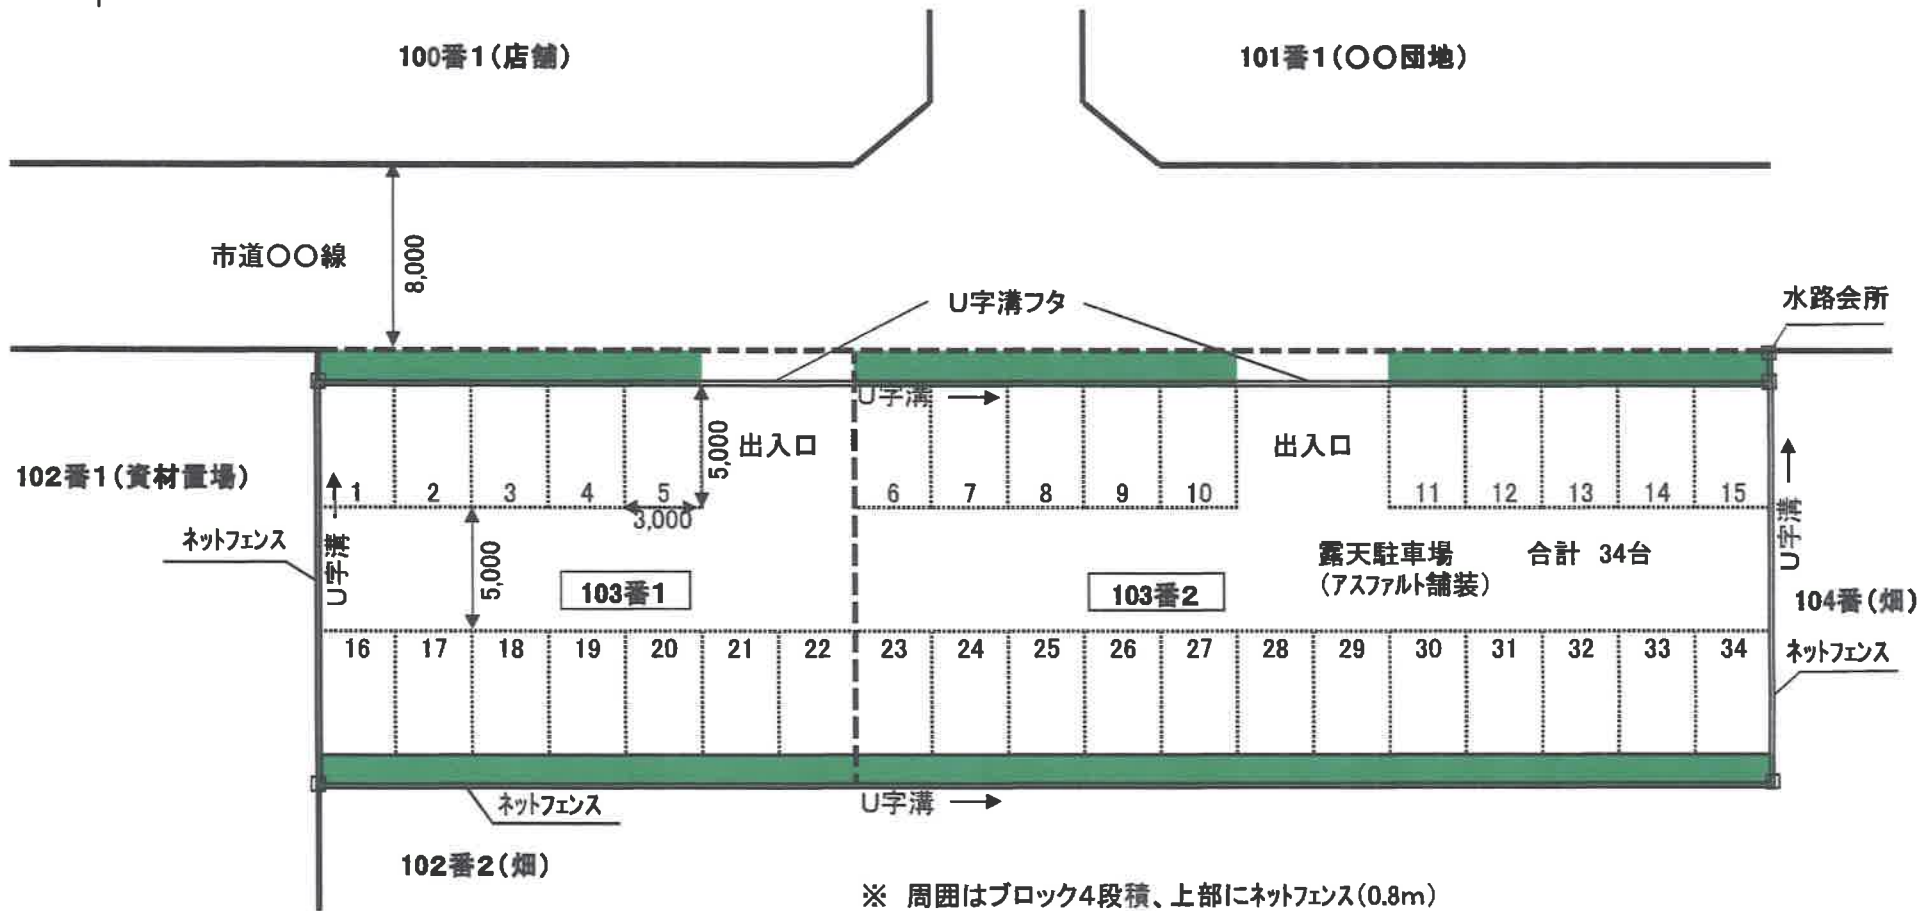 100番1(店舗)
101番1(〇〇団地)
市道〇〇線
8,000
U字溝フタ
水路会所
U字溝
出入口
5,000
出入口
102番1(資材置場)
1 2 3 4 5
6 7 8 9 10
11 12 13 14 15
3,000
ネットフェンス
U字溝
5,000
103番1
103番2
露天駐車場 合計 34台
(アスファルト舗装)
U字溝
104番(畑)
16 17 18 19 20 21 22 23 24 25 26 27 28 29 30 31 32 33 34
ネットフェンス
ネットフェンス
U字溝
102番2(畑)
※ 周囲はブロック4段積、上部にネットフェンス(0.8m)